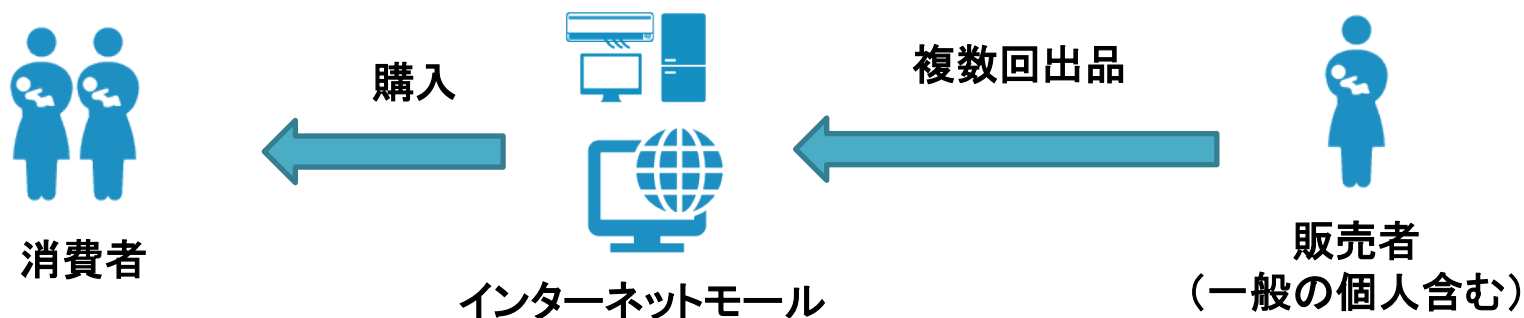 購入
複数回出品
消費者
インターネットモール
販売者
（一般の個人含む）